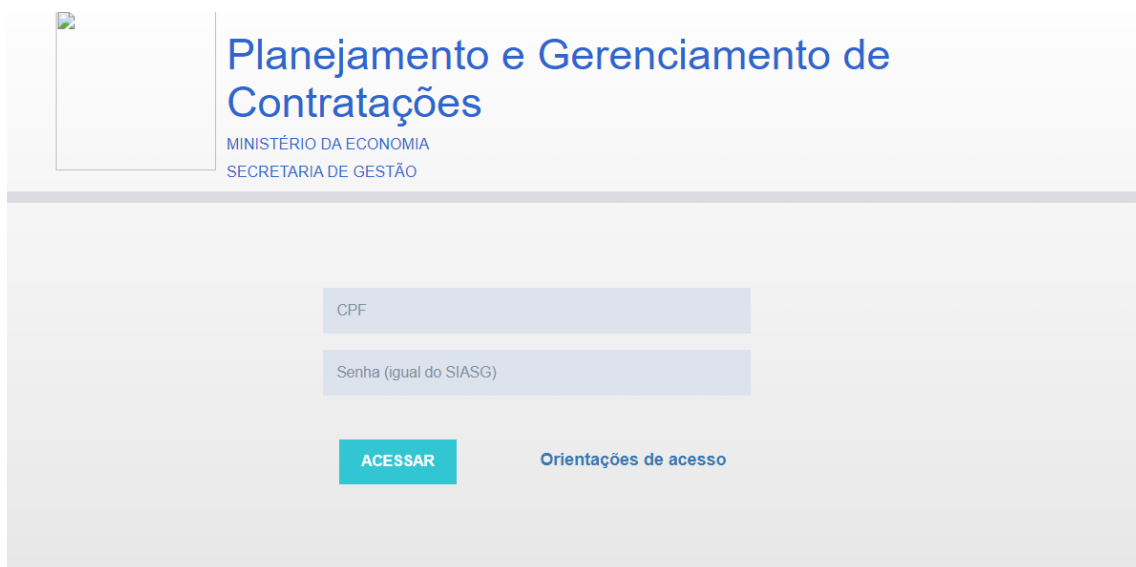 Planejamento e Gerenciamento de
Contratações
MINISTÉRIO DA ECONOMIA
SECRETARIA DE GESTÃO
CPF
Senha (igual do SIASG)
ACESSAR Orientações de acesso